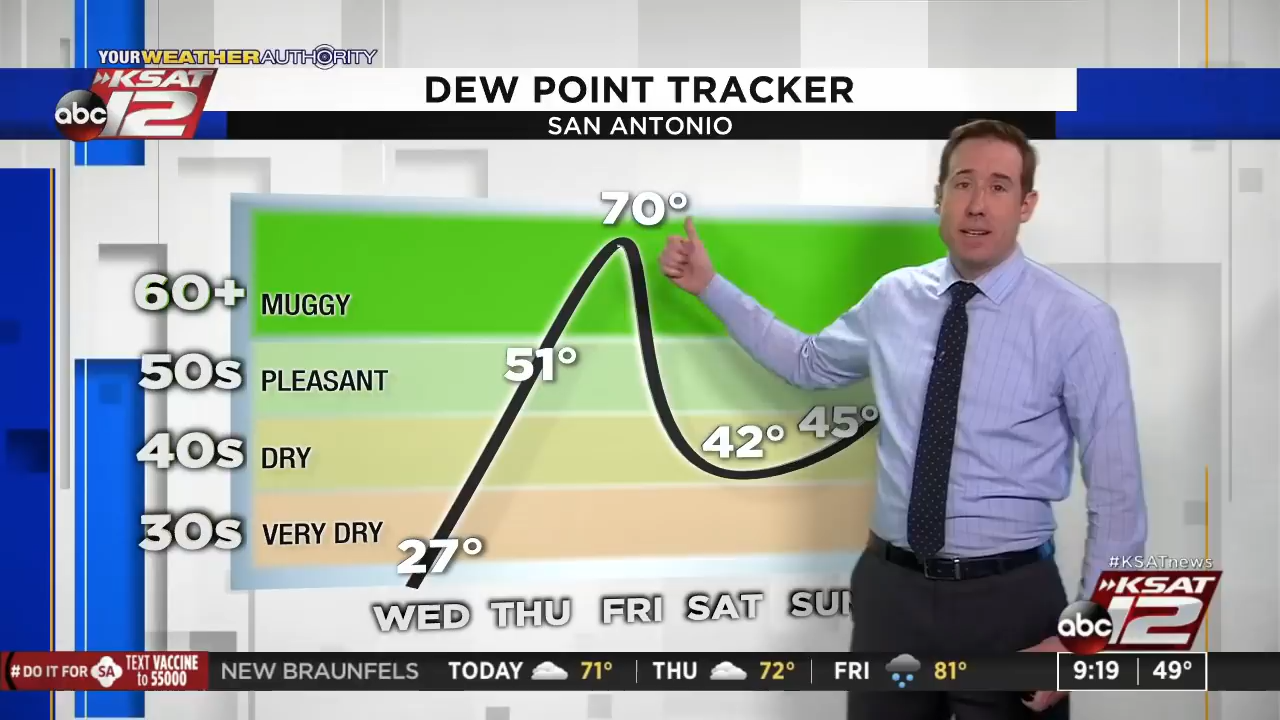 YOUR WEATHER AUTHORITY
KSAT
abc 12
DEW POINT TRACKER
SAN ANTONIO
70°
60+ MUGGY
51°
50s PLEASANT
42° 45°
40s DRY
30s VERY DRY
27°
WED THU FRI SAT SUN
#KSATnews
KSAT
abc 12
#DO IT FOR SA TEXT VACCINE to 55000
NEW BRAUNFELS TODAY 71° THU 72° FRI 81°
9:19 49°